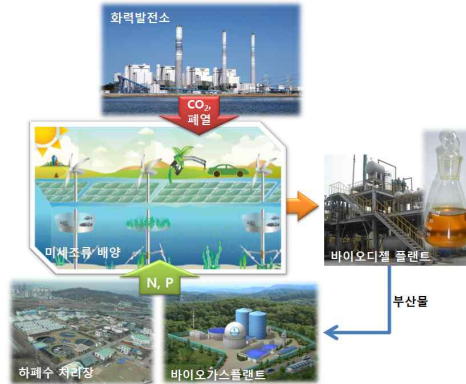 화력발전소
CO₂,
폐열
미세조류 배양
바이오디젤 플랜트
N, P
부산물
하폐수 처리장
바이오가스플랜트